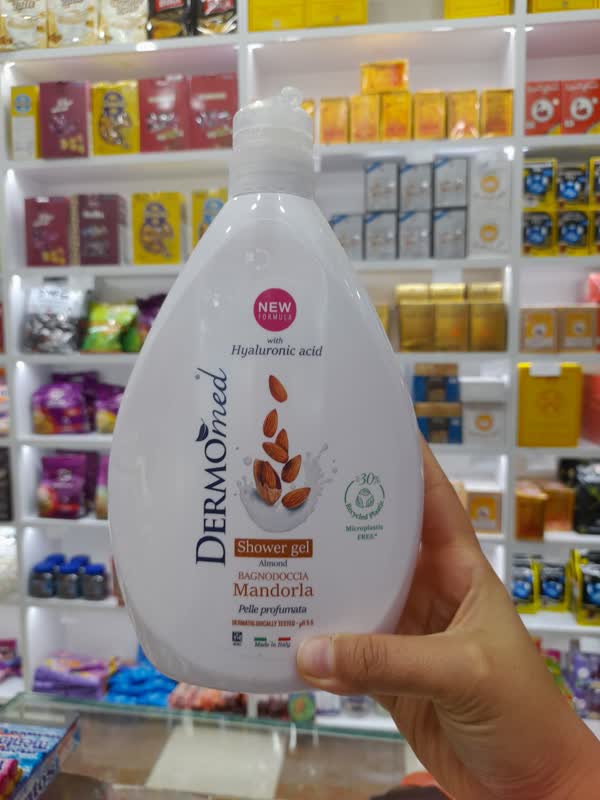 NEW
FORMULA
with
Hyaluronic acid
DERMOmed
30%
Recycled Plastic
Microplastic
FREE*
Shower gel
Almond
BAGNODOCCIA
Mandorla
Pelle profumata
DERMATOLOGICALLY TESTED - pH 5.5
Made in Italy